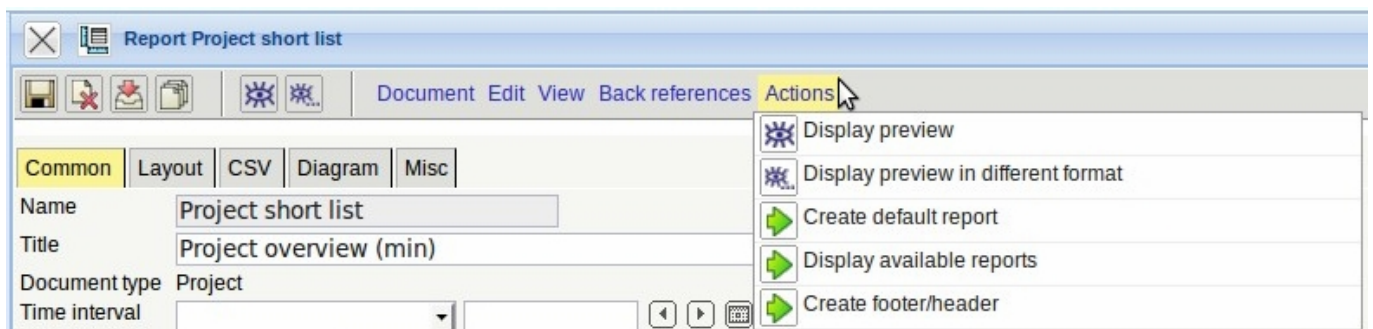 Report Project short list
Document Edit View Back references Actions
Display preview
Display preview in different format
Create default report
Display available reports
Create footer/header
Common Layout CSV Diagram Misc
Name Project short list
Title Project overview (min)
Document type Project
Time interval